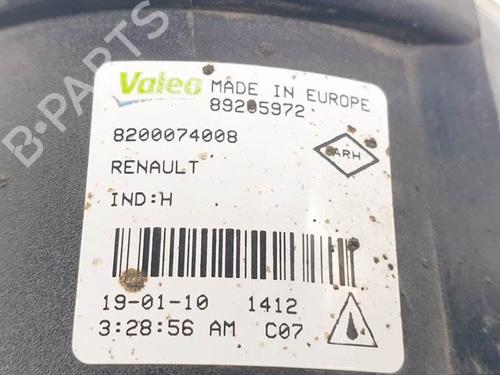 B-PARTS
Valeo MADE IN EUROPE
89205972
8200074008
ARH
RENAULT
IND:H
19-01-10 1412
3:28:56 AM C07